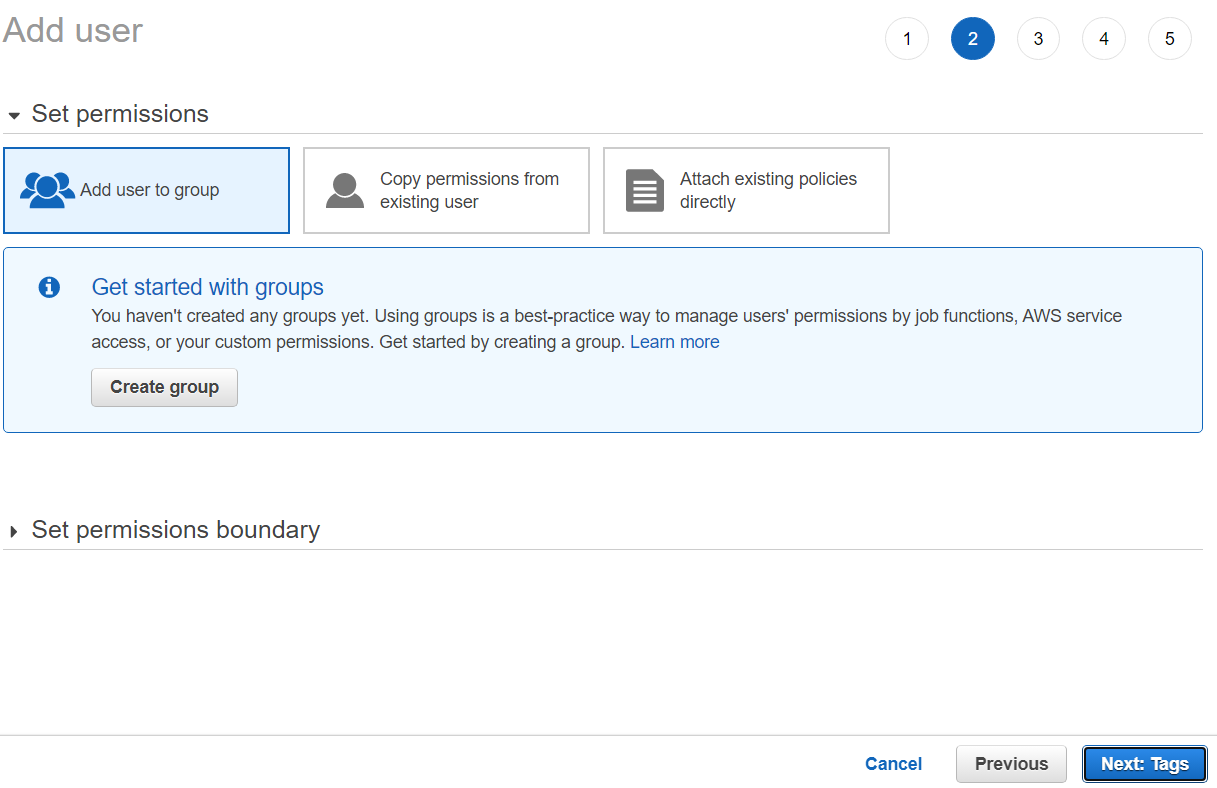 Add user
1 2 3 4 5
Set permissions
Add user to group
Copy permissions from
existing user
Attach existing policies
directly
Get started with groups
You haven't created any groups yet. Using groups is a best-practice way to manage users' permissions by job functions, AWS service
access, or your custom permissions. Get started by creating a group. Learn more
Create group
Set permissions boundary
Cancel Previous Next: Tags